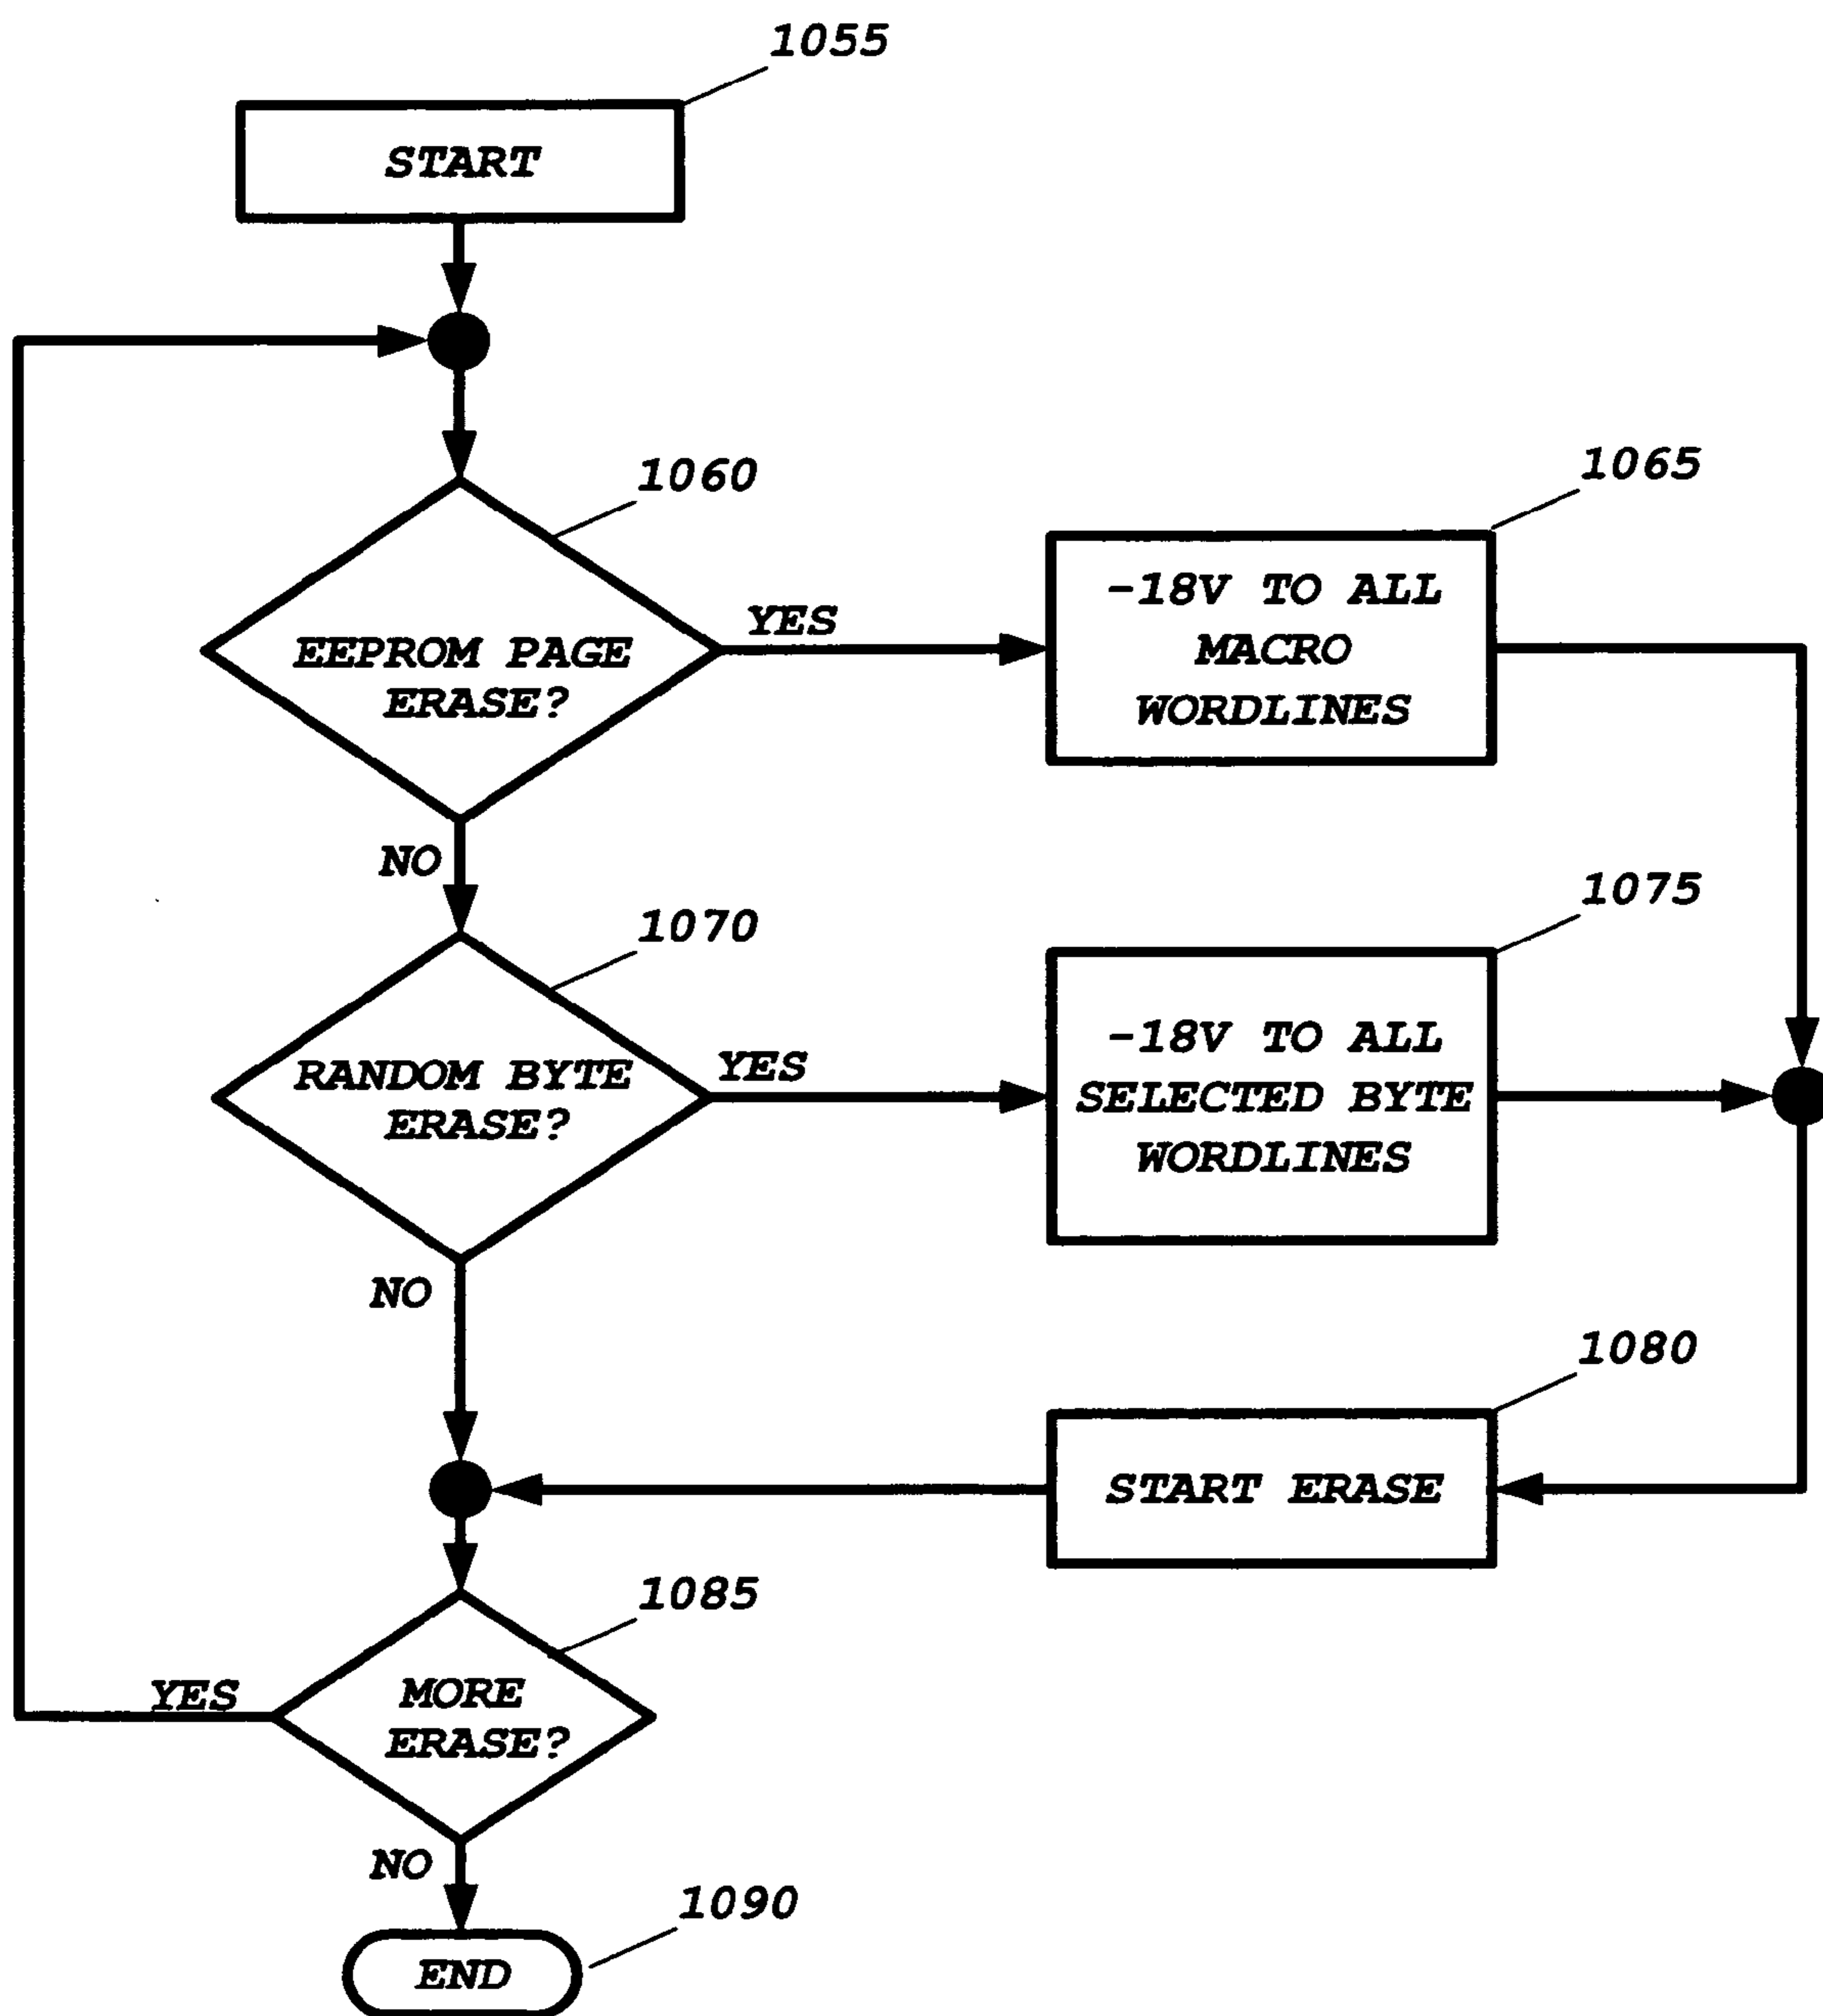 1055
START
1060
EEPROM PAGE
ERASE?
YES
1065
-18V TO ALL
MACRO
WORDLINES
NO
1070
RANDOM BYTE
ERASE?
YES
1075
-18V TO ALL
SELECTED BYTE
WORDLINES
NO
1080
START ERASE
1085
MORE
ERASE?
YES
NO
1090
END